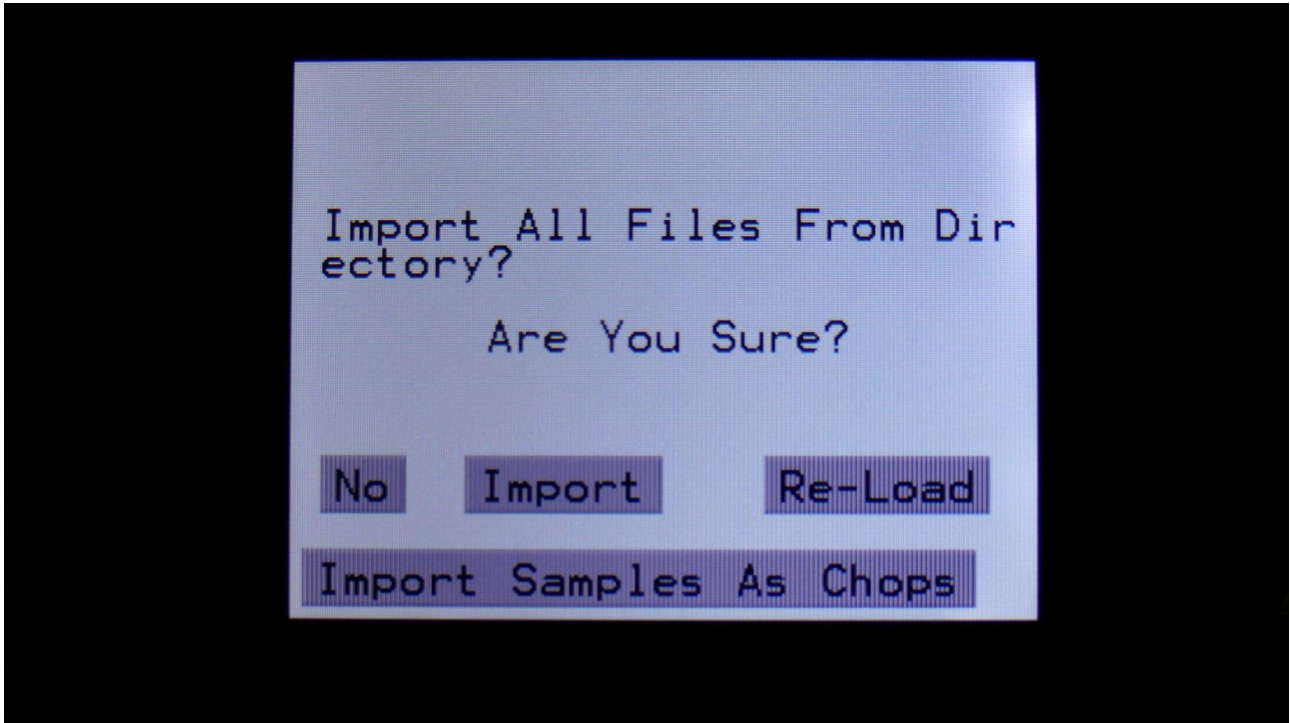 Import All Files From Dir
ectory?
Are You Sure?
No Import Re-Load
Import Samples As Chops